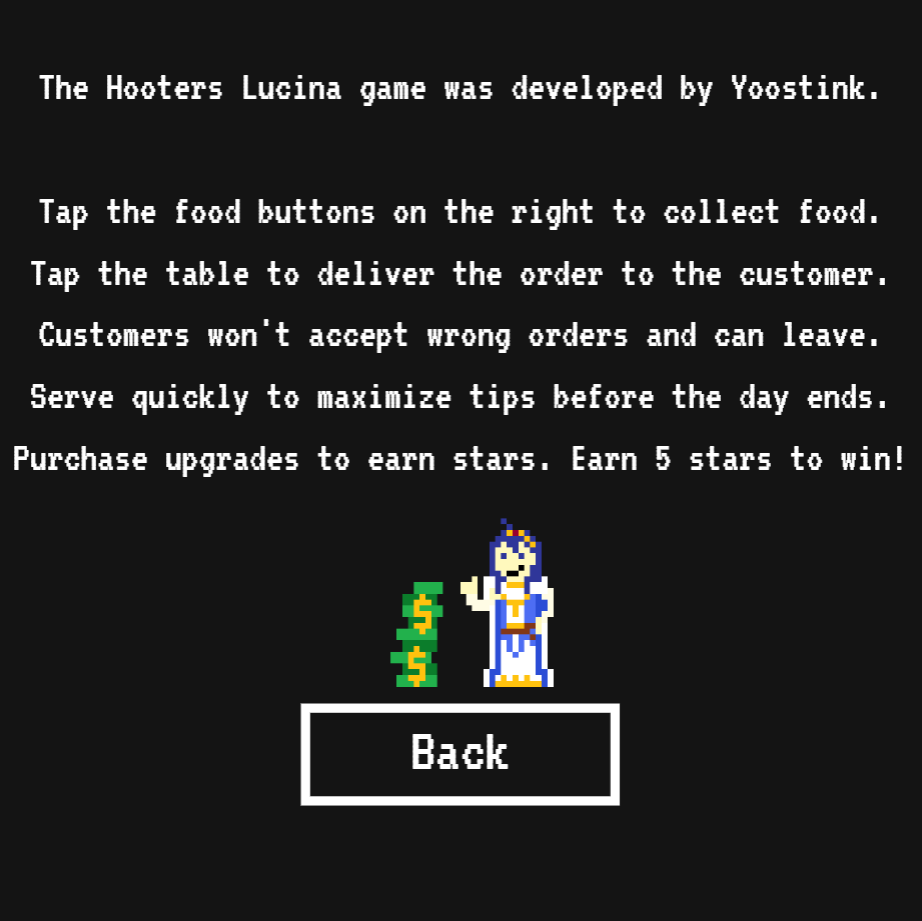 The Hooters Lucina game was developed by Yoostink.
Tap the food buttons on the right to collect food.
Tap the table to deliver the order to the customer.
Customers won't accept wrong orders and can leave.
Serve quickly to maximize tips before the day ends.
Purchase upgrades to earn stars. Earn 5 stars to win!
$
$
Back